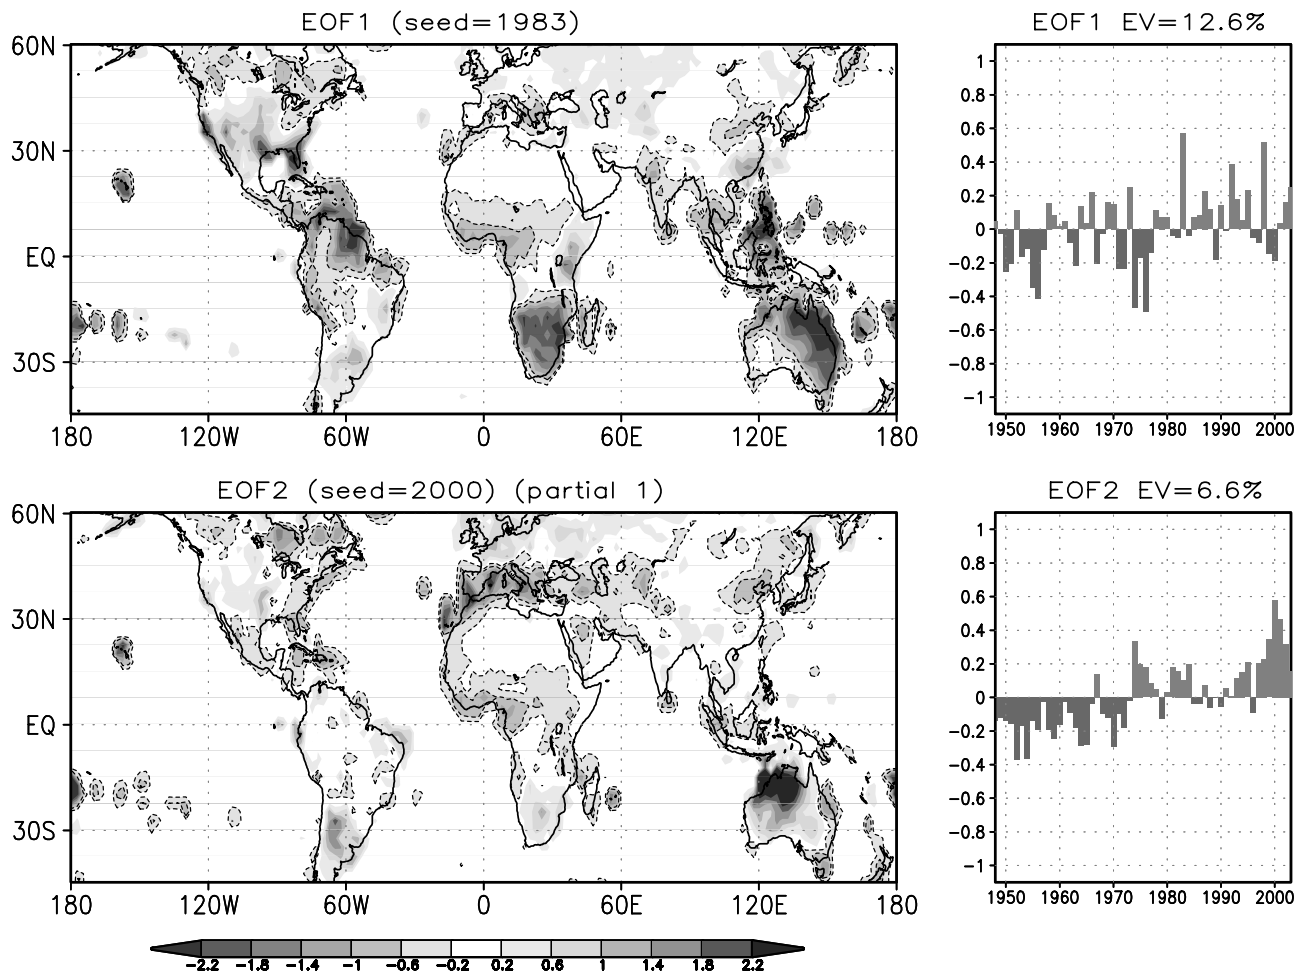 EOF1 (seed=1983)
EOF1 EV=12.6%
60N
30N
EQ
30S
180 120W 60W 0 60E 120E 180
1
0.8
0.6
0.4
0.2
0
-0.2
-0.4
-0.6
-0.8
-1
1950 1960 1970 1980 1990 2000
EOF2 (seed=2000) (partial 1)
EOF2 EV=6.6%
60N
30N
EQ
30S
180 120W 60W 0 60E 120E 180
1
0.8
0.6
0.4
0.2
0
-0.2
-0.4
-0.6
-0.8
-1
1950 1960 1970 1980 1990 2000
-2.2 -1.8 -1.4 -1 -0.6 -0.2 0.2 0.6 1 1.4 1.8 2.2